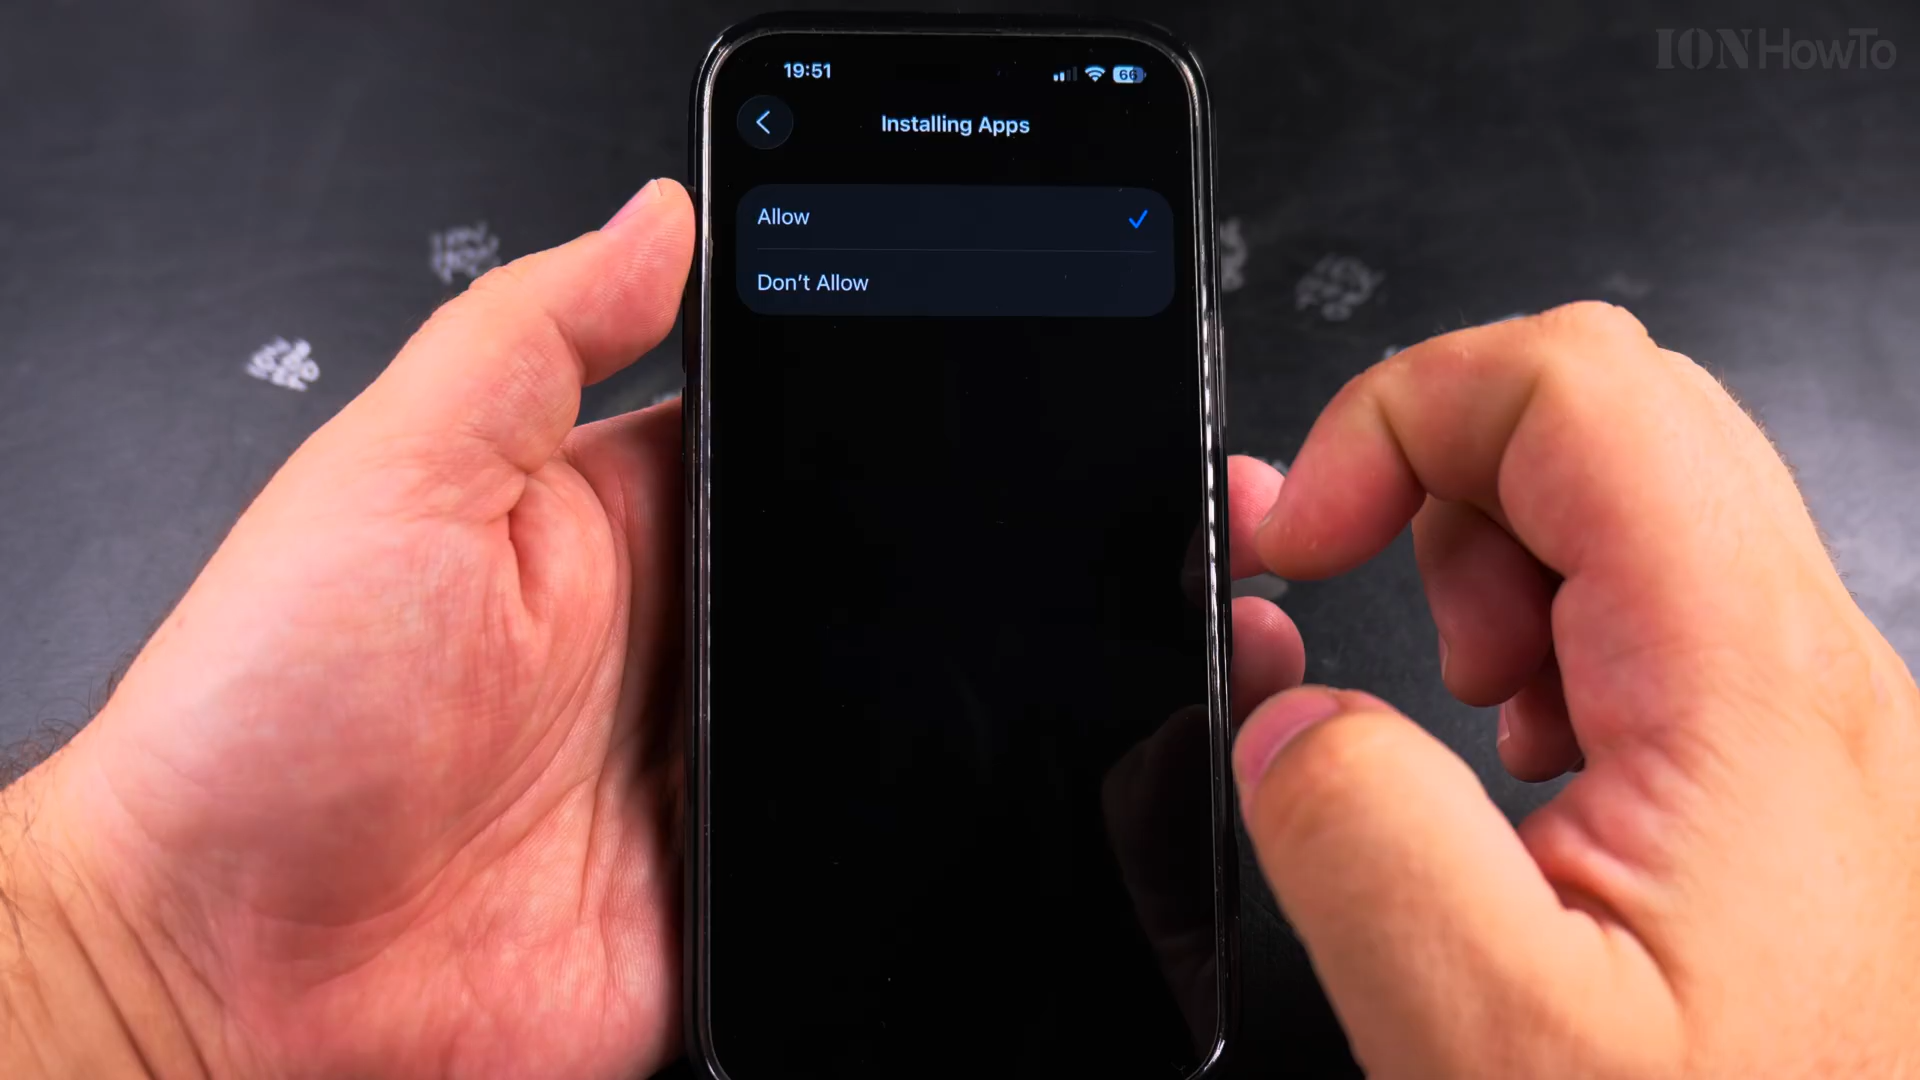 IONHowTo
19:51
66
Installing Apps
Allow
Don't Allow